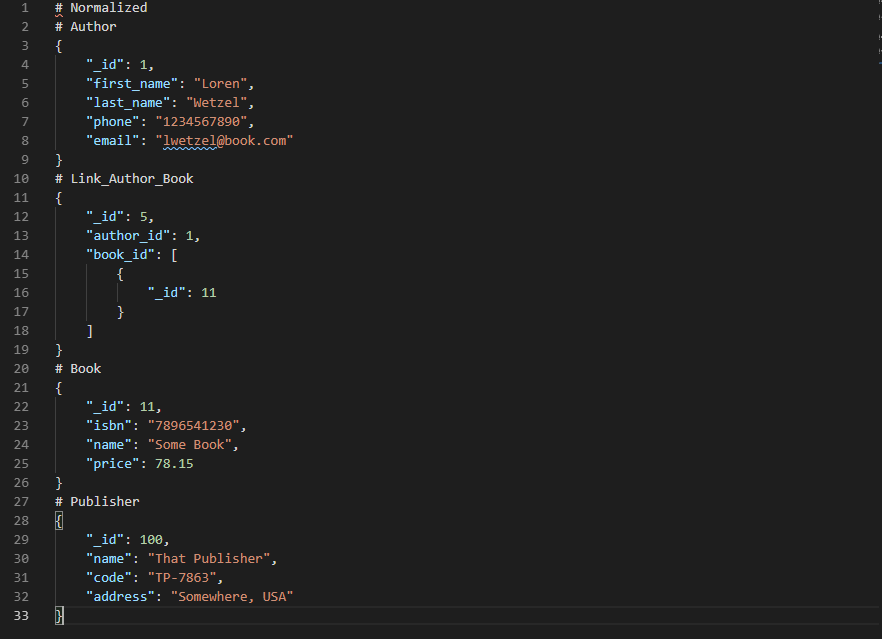 1 # Normalized
2 # Author
3 {
4     "_id": 1,
5     "first_name": "Loren",
6     "last_name": "Wetzel",
7     "phone": "1234567890",
8     "email": "lwetzel@book.com"
9 }
10 # Link_Author_Book
11 {
12     "_id": 5,
13     "author_id": 1,
14     "book_id": [
15         {
16             "_id": 11
17         }
18     ]
19 }
20 # Book
21 {
22     "_id": 11,
23     "isbn": "7896541230",
24     "name": "Some Book",
25     "price": 78.15
26 }
27 # Publisher
28 {
29     "_id": 100,
30     "name": "That Publisher",
31     "code": "TP-7863",
32     "address": "Somewhere, USA"
33 }